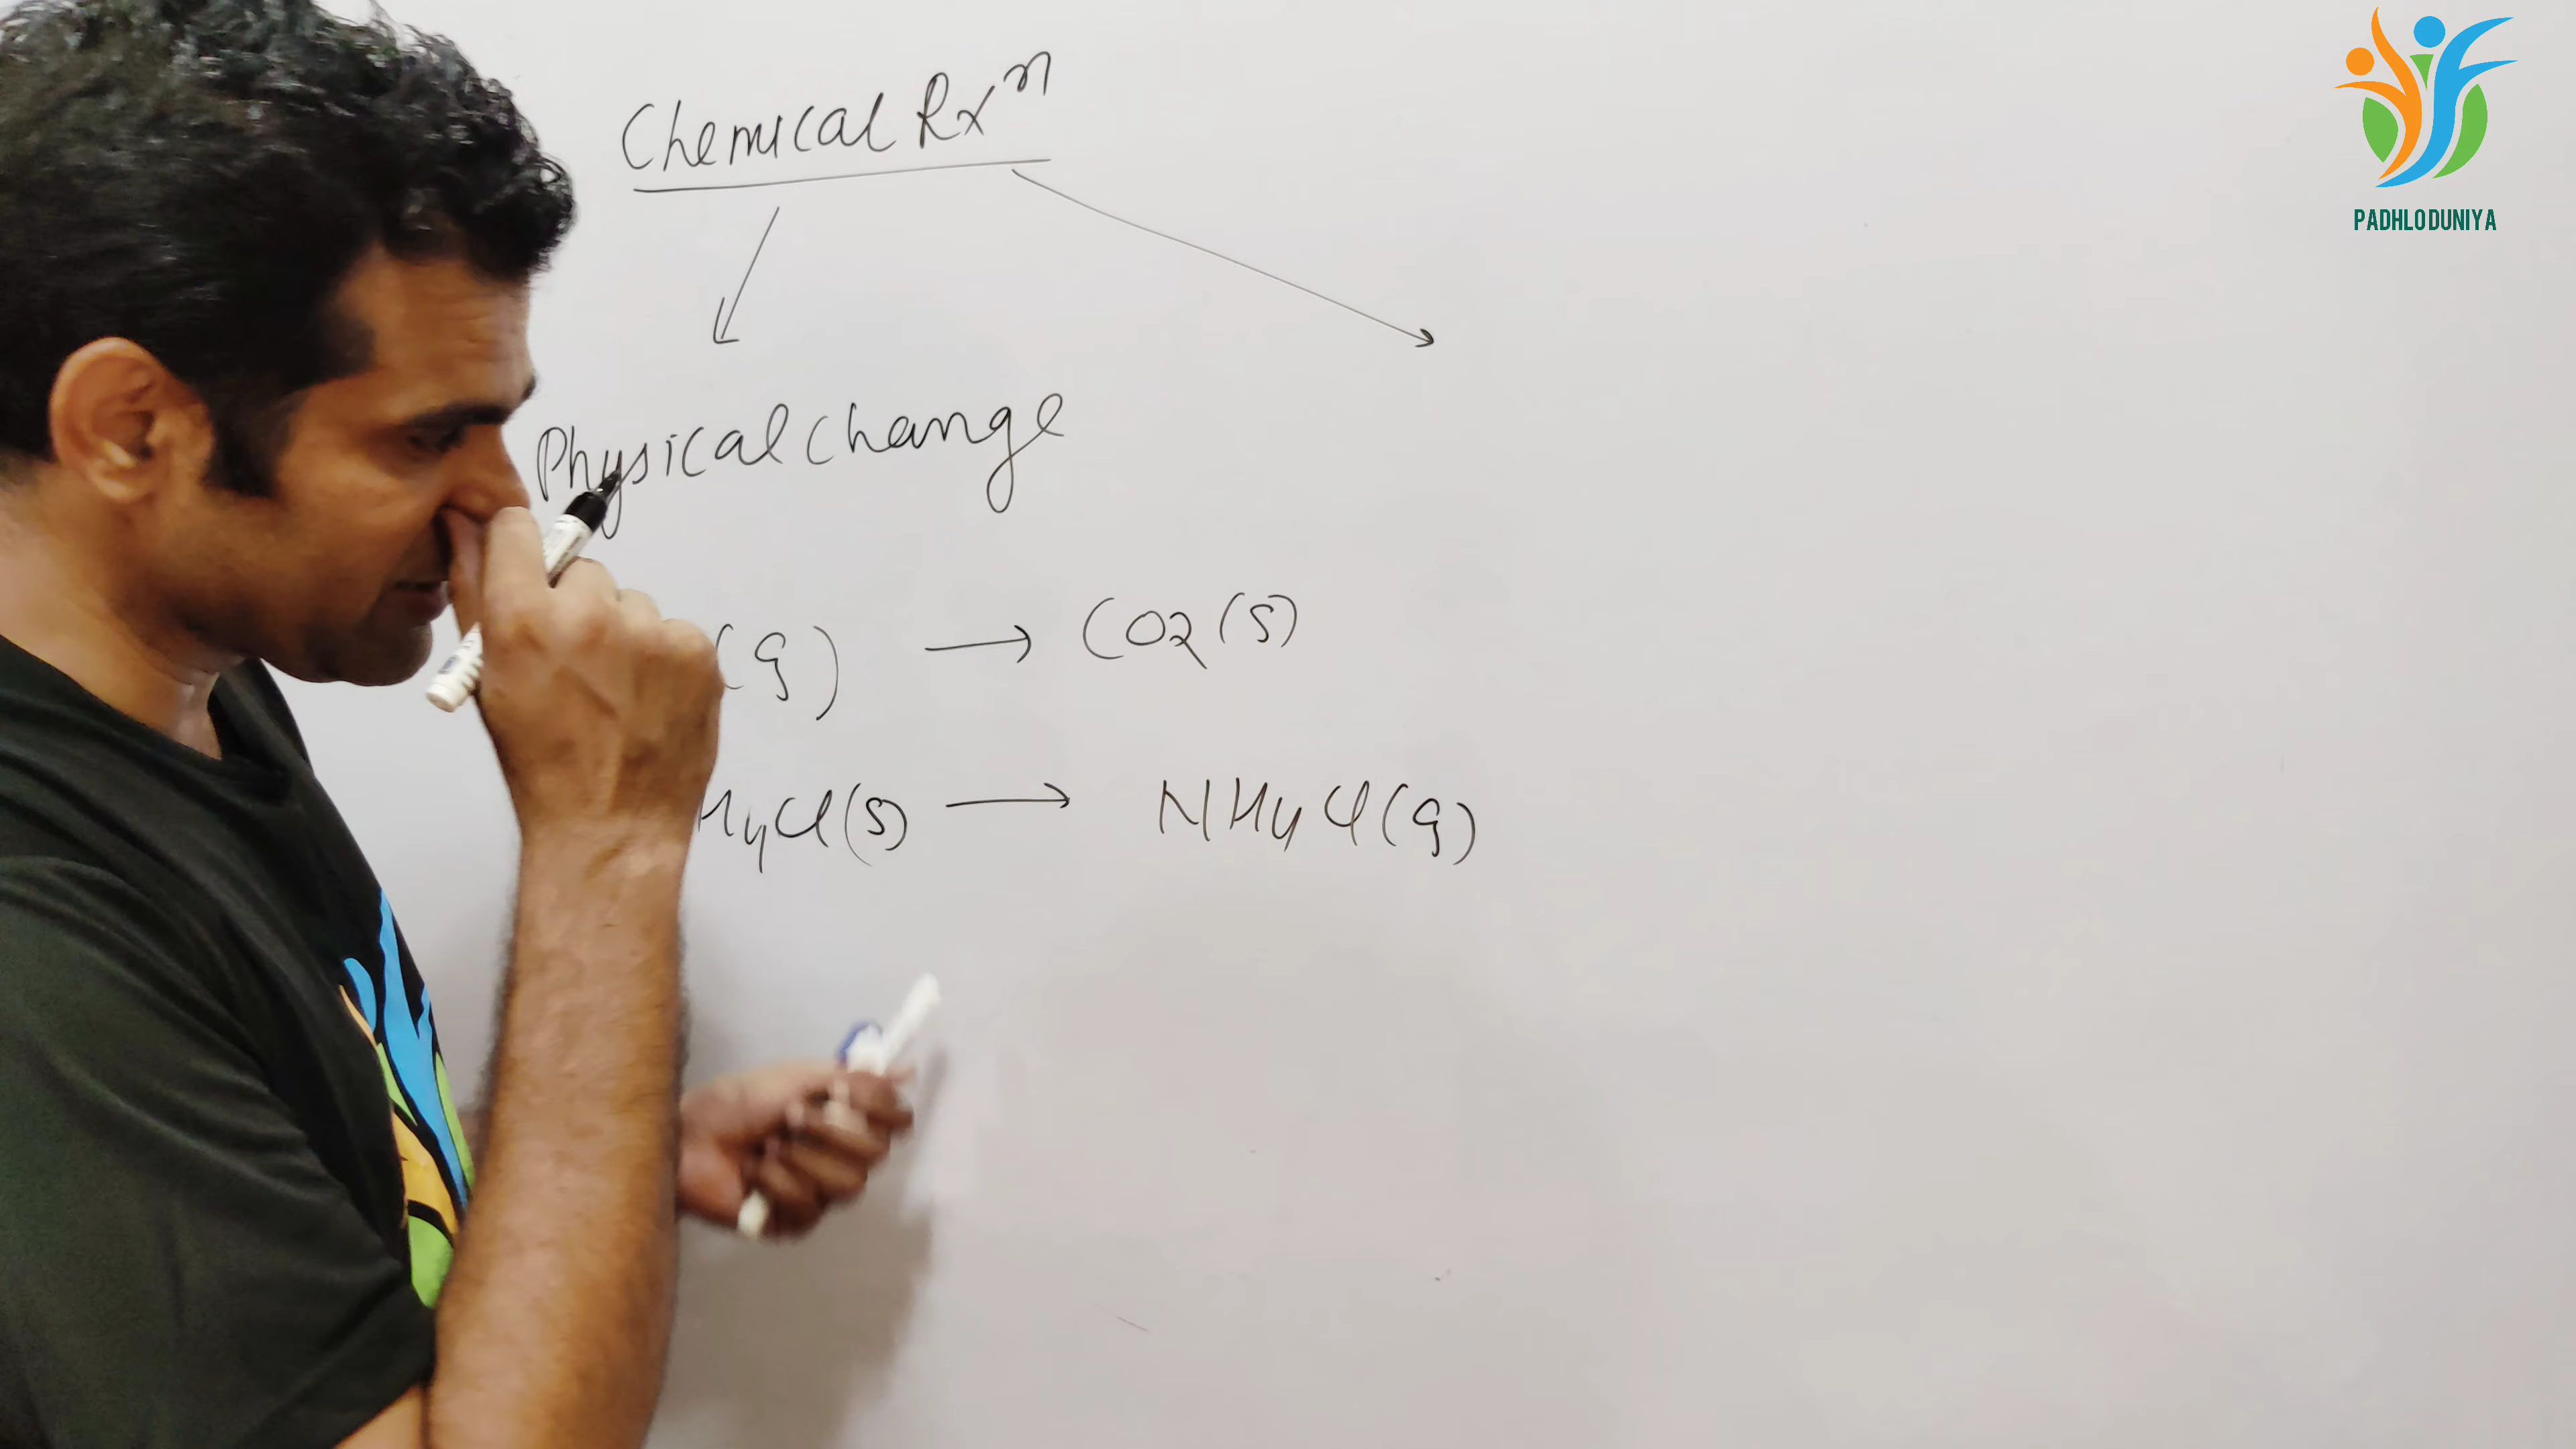 Chemical Rxn
PADHLO DUNIYA
Physical change
(g) → CO2 (s)
H4Cl(s) → NH4Cl(g)